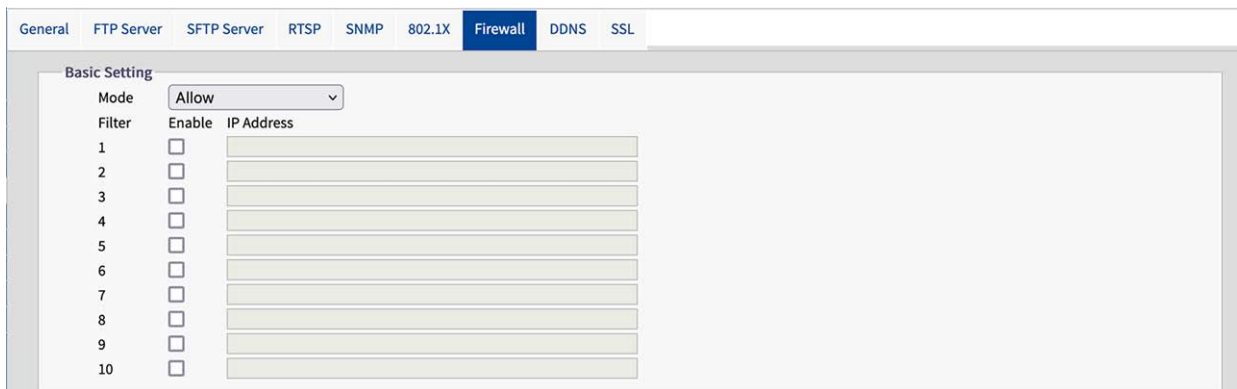 General FTP Server SFTP Server RTSP SNMP 802.1X Firewall DDNS SSL
Basic Setting
Mode Allow
Filter Enable IP Address
1
2
3
4
5
6
7
8
9
10